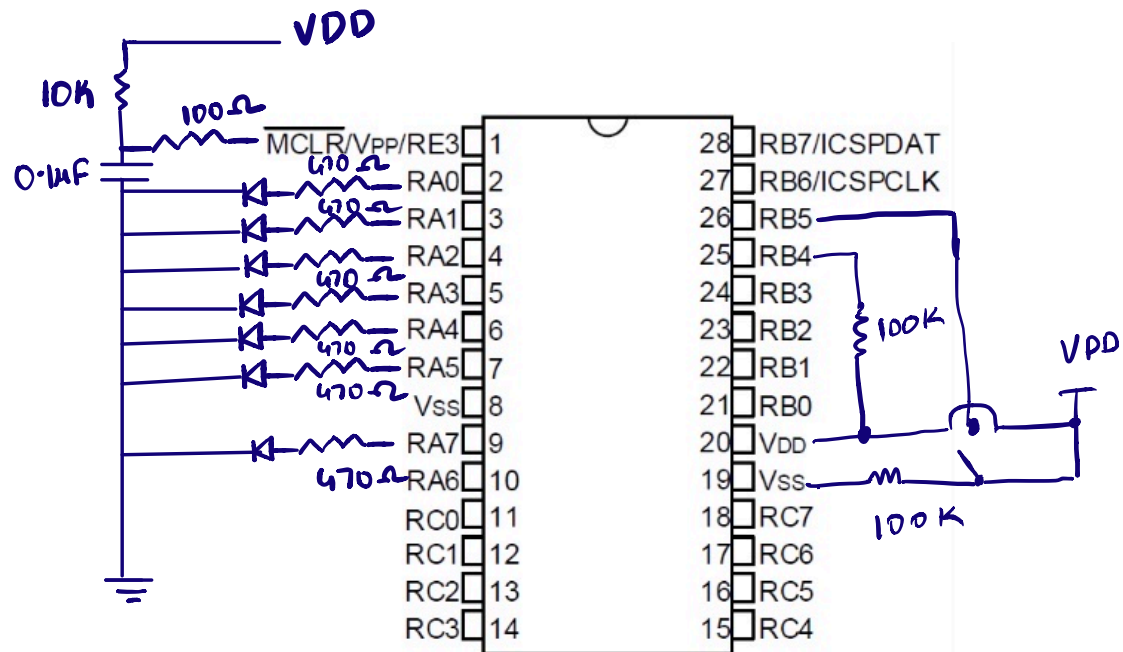 VDD
10K
100Ω
0.1µF
MCLR/VPP/RE3 1
470Ω
RA0 2
470Ω
RA1 3
RA2 4
470Ω
RA3 5
RA4 6
470Ω
RA5 7
470Ω
VSS 8
RA7 9
470Ω
RA6 10
RC0 11
RC1 12
RC2 13
RC3 14
28 RB7/ICSPDAT
27 RB6/ICSPCLK
26 RB5
25 RB4
24 RB3
100K
23 RB2
22 RB1
VDD
21 RB0
20 VDD
19 VSS
100K
18 RC7
17 RC6
16 RC5
15 RC4